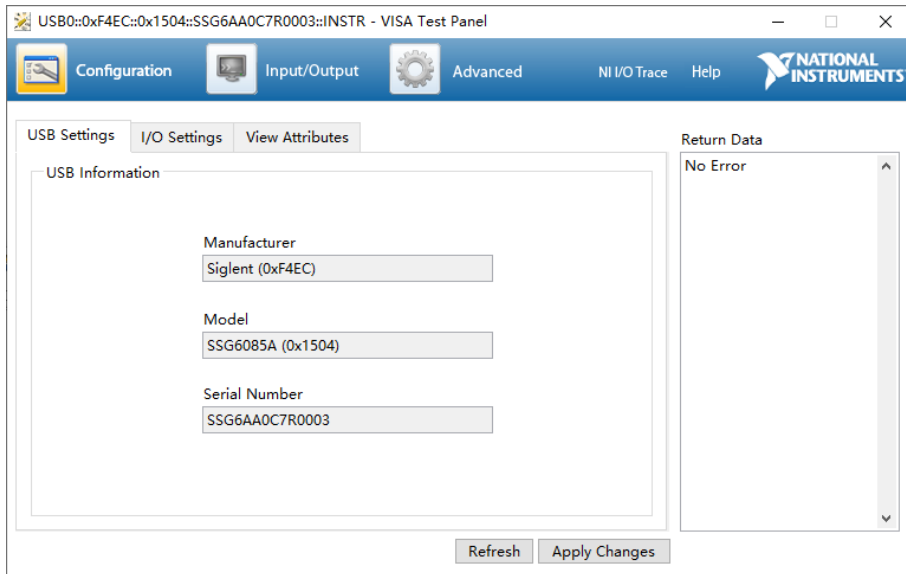 USB0::0xF4EC::0x1504::SSG6AA0C7R0003::INSTR - VISA Test Panel
Configuration Input/Output Advanced NI I/O Trace Help NATIONAL INSTRUMENTS
USB Settings I/O Settings View Attributes
Return Data
USB Information
No Error
Manufacturer
Siglent (0xF4EC)
Model
SSG6085A (0x1504)
Serial Number
SSG6AA0C7R0003
Refresh Apply Changes